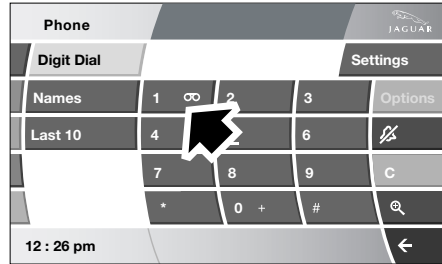 Phone
JAGUAR
Digit Dial
Settings
Names 1 2 3 Options
Last 10 4 6
7 8 9 C
* 0 + #
12 : 26 pm